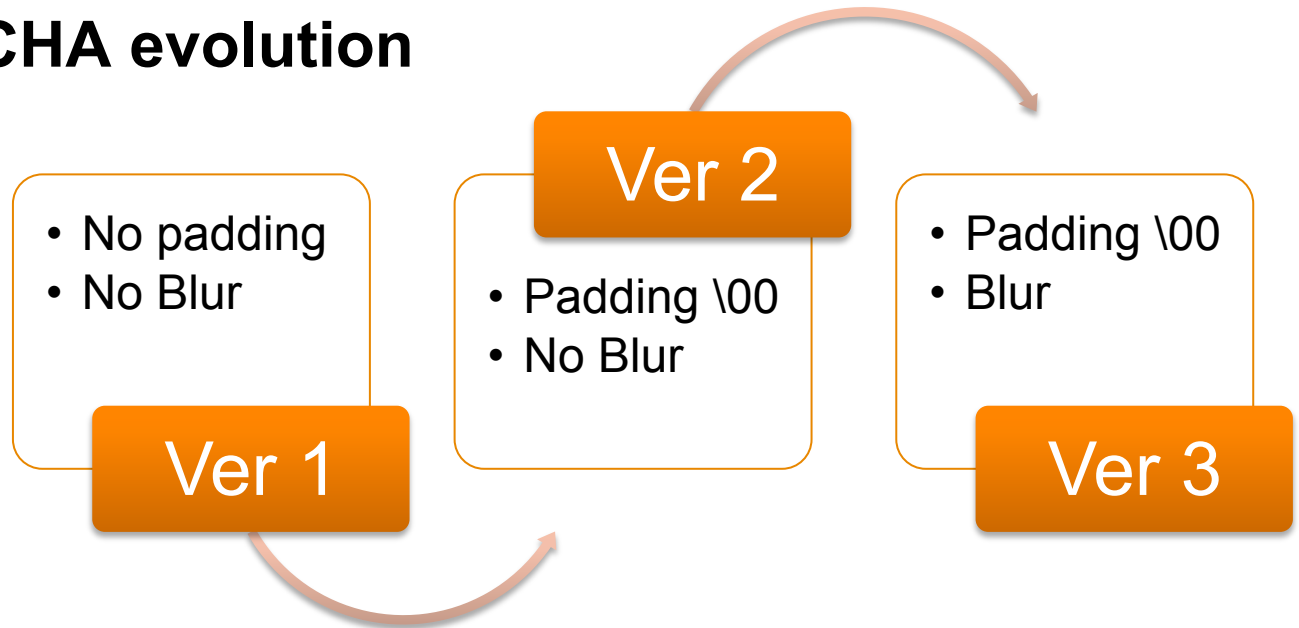 CHA evolution
• No padding
• No Blur
Ver 1
Ver 2
• Padding \00
• No Blur
• Padding \00
• Blur
Ver 3